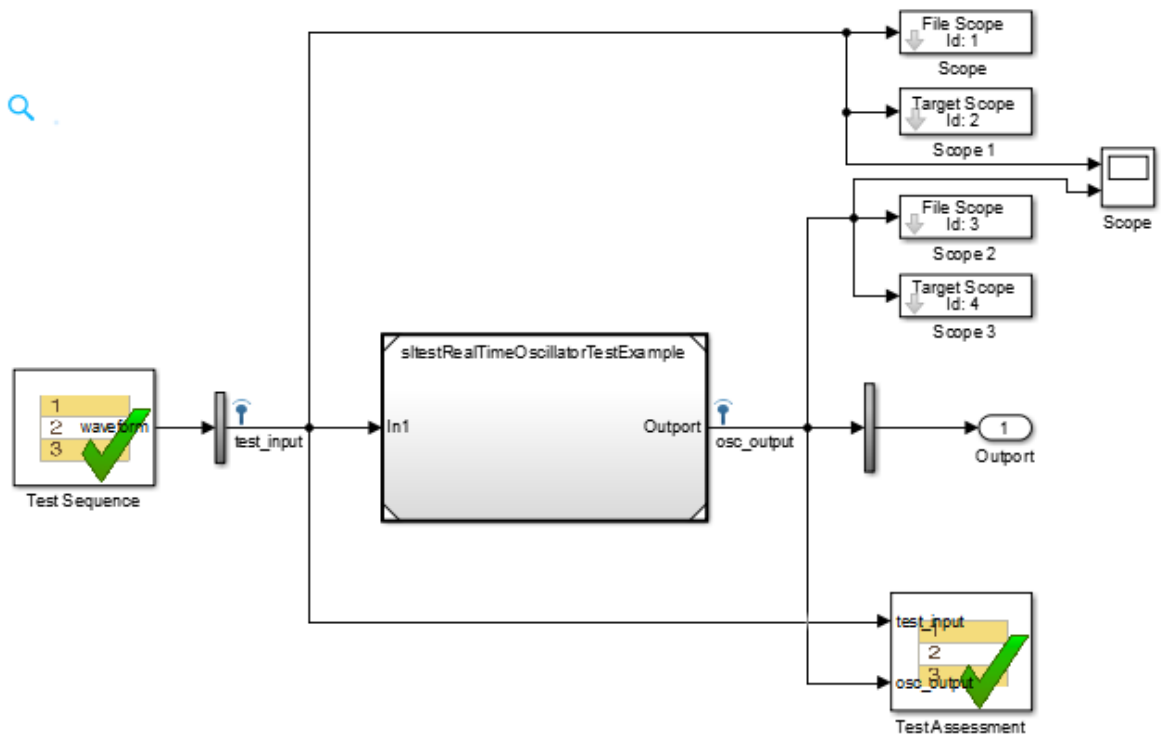 File Scope
Id: 1
Scope
Target Scope
Id: 2
Scope 1
Scope
File Scope
Id: 3
Scope 2
Target Scope
Id: 4
Scope 3
sltestRealTimeOscillatorTestExample
In1
Outport
1
2
waveform
3
Test Sequence
test_input
osc_output
1
Outport
test_input
1
2
3
osc_output
Test Assessment